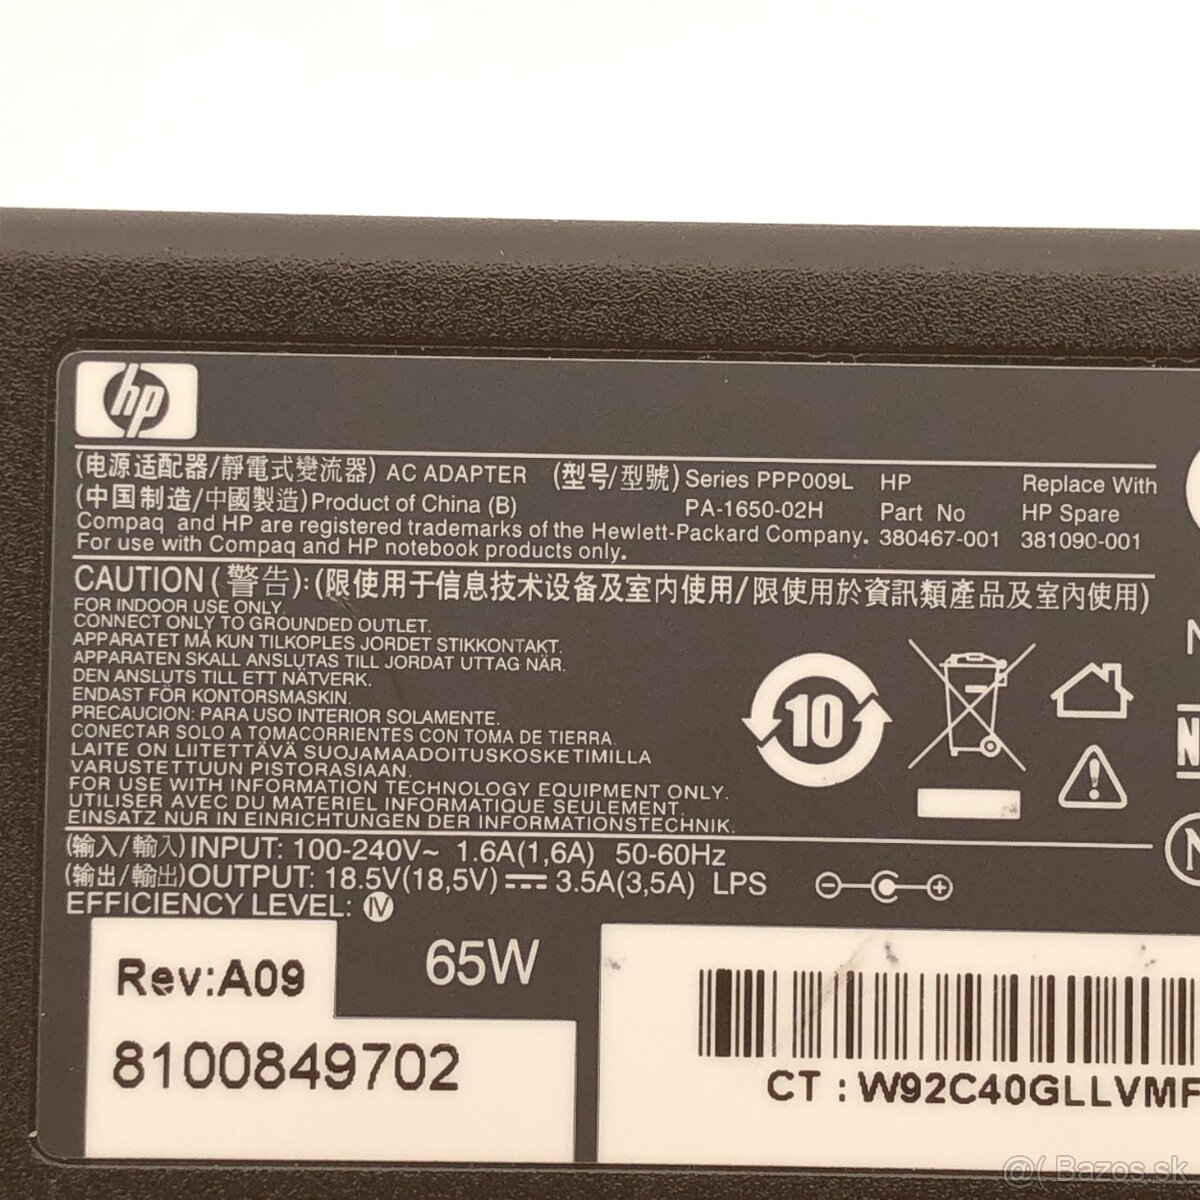 hp
(电源适配器/靜電式變流器) AC ADAPTER (型号/型號) Series PPP009L HP Replace With
(中国制造/中國製造) Product of China (B) PA-1650-02H Part No HP Spare
Compaq and HP are registered trademarks of the Hewlett-Packard Company. 380467-001 381090-001
For use with Compaq and HP notebook products only.
CAUTION (警告):(限使用于信息技术设备及室内使用/限使用於資訊類產品及室內使用)
FOR INDOOR USE ONLY.
CONNECT ONLY TO GROUNDED OUTLET.
APPARATET MÅ KUN TILKOPLES JORDET STIKKONTAKT.
APPARATEN SKALL ANSLUTAS TILL JORDAT UTTAG NÄR.
DEN ANSLUTS TILL ETT NÄTVERK.
ENDAST FÖR KONTORSMASKIN.
PRECAUCION: PARA USO INTERIOR SOLAMENTE.
CONECTAR SOLO A TOMACORRIENTES CON TOMA DE TIERRA.
LAITE ON LIITETTÄVÄ SUOJAMAADOITUSKOSKETIMILLA
VARUSTETTUUN PISTORASIAAN.
FOR USE WITH INFORMATION TECHNOLOGY EQUIPMENT ONLY.
UTILISER AVEC DU MATERIEL INFORMATIQUE SEULEMENT.
EINSATZ NUR IN EINRICHTUNGEN DER INFORMATIONSTECHNIK.
10
(输入/輸入) INPUT: 100-240V~ 1.6A(1,6A) 50-60Hz
(输出/輸出) OUTPUT: 18.5V(18,5V) ⎓ 3.5A(3,5A) LPS
EFFICIENCY LEVEL: IV
65W
Rev:A09
8100849702
CT : W92C40GLLVMF
@( Bazos.sk